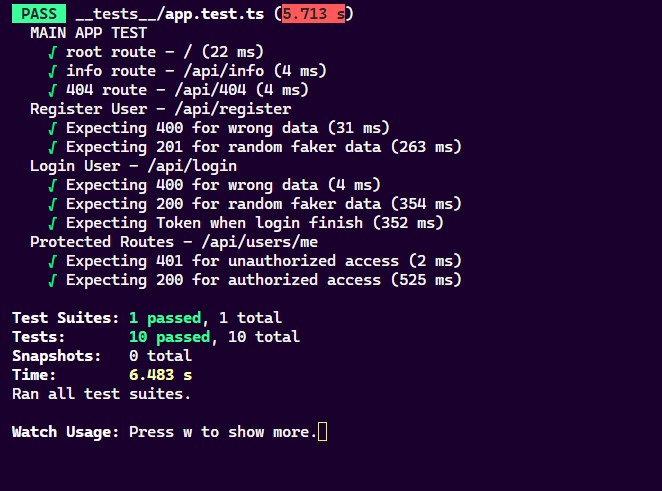 PASS __tests__/app.test.ts (5.713 s)
MAIN APP TEST
√ root route – / (22 ms)
√ info route – /api/info (4 ms)
√ 404 route – /api/404 (4 ms)
Register User – /api/register
√ Expecting 400 for wrong data (31 ms)
√ Expecting 201 for random faker data (263 ms)
Login User – /api/login
√ Expecting 400 for wrong data (4 ms)
√ Expecting 200 for random faker data (354 ms)
√ Expecting Token when login finish (352 ms)
Protected Routes – /api/users/me
√ Expecting 401 for unauthorized access (2 ms)
√ Expecting 200 for authorized access (525 ms)
Test Suites: 1 passed, 1 total
Tests: 10 passed, 10 total
Snapshots: 0 total
Time: 6.483 s
Ran all test suites.
Watch Usage: Press w to show more.